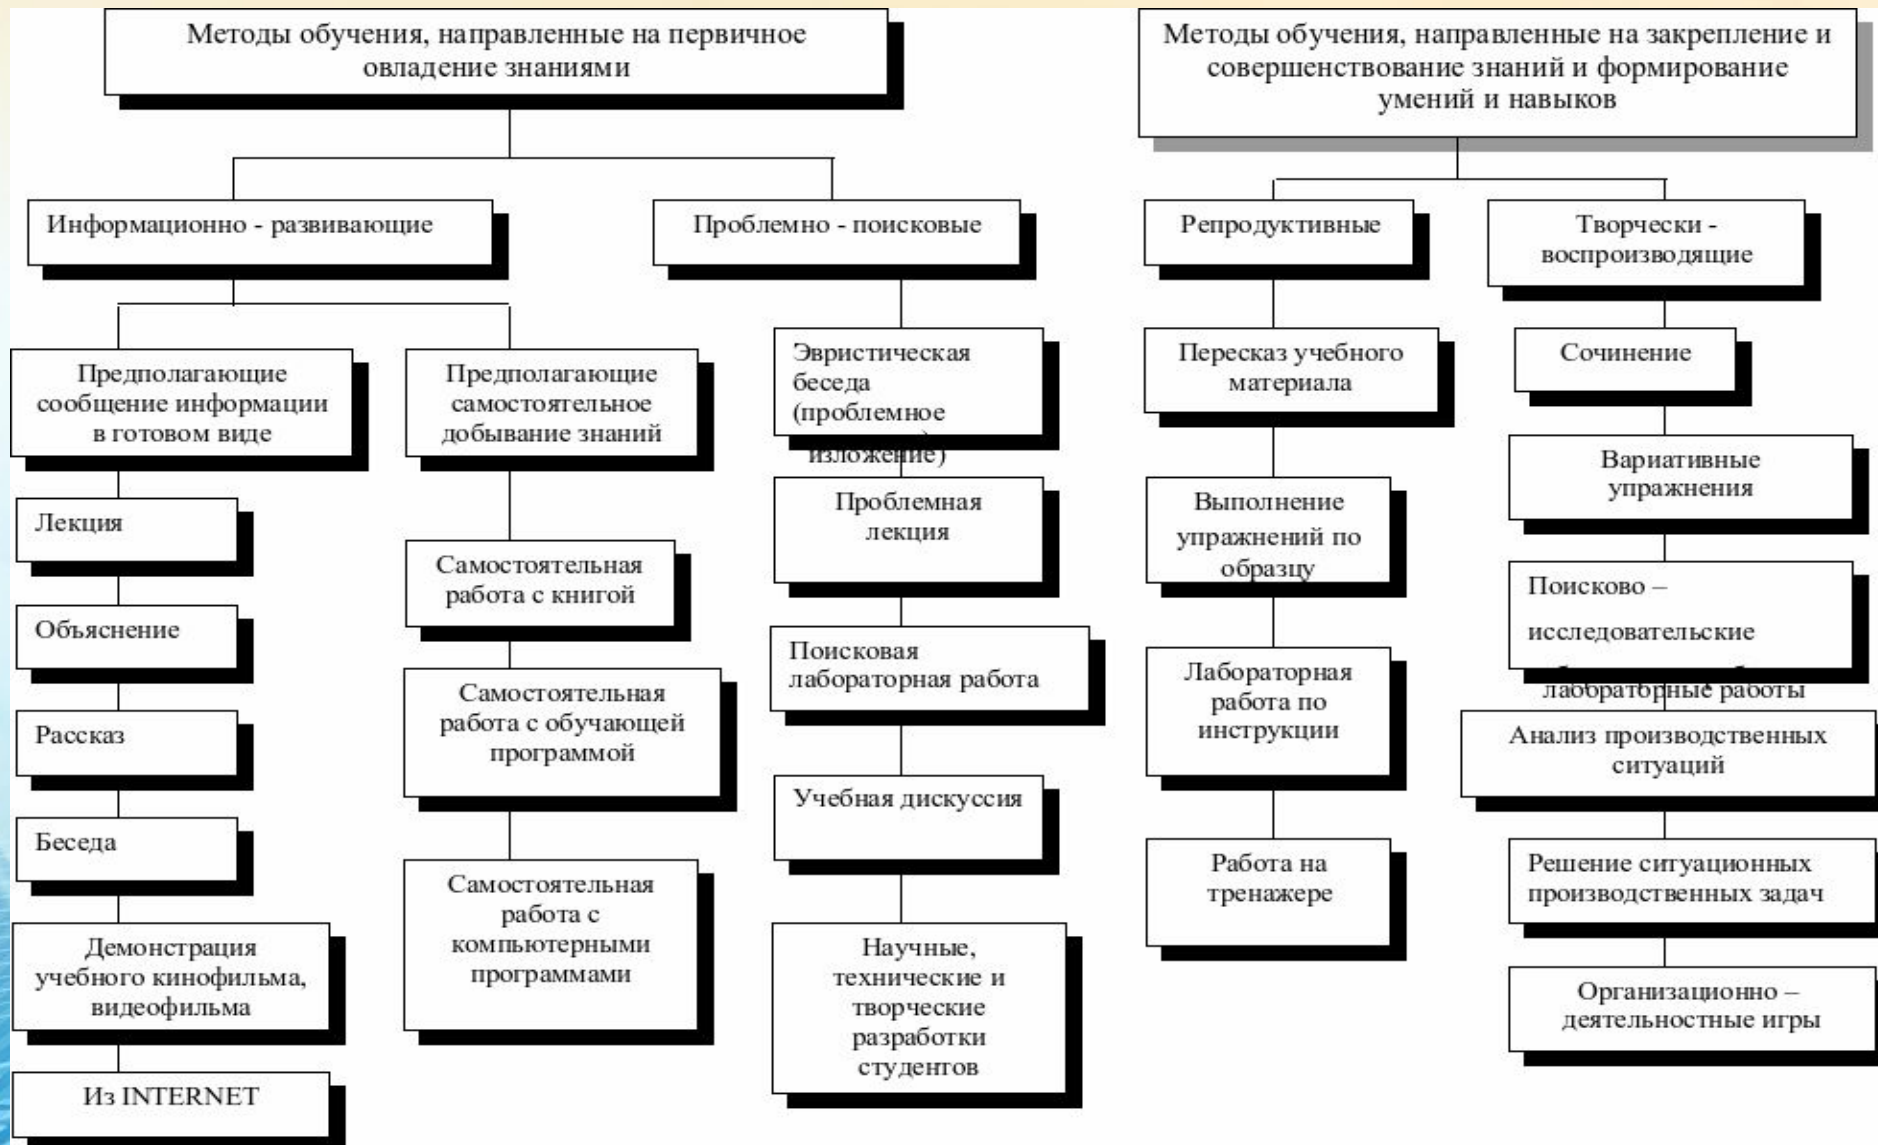 Методы обучения, направленные на первичное
овладение знаниями
Информационно - развивающие
Предполагающие
сообщение информации
в готовом виде
Лекция
Объяснение
Рассказ
Беседа
Демонстрация
учебного кинофильма,
видеофильма
Из INTERNET
Предполагающие
самостоятельное
добывание знаний
Самостоятельная
работа с книгой
Самостоятельная
работа с обучающей
программой
Самостоятельная
работа с
компьютерными
программами
Проблемно - поисковые
Эвристическая
беседа
(проблемное
изложение)
Проблемная
лекция
Поисковая
лабораторная работа
Учебная дискуссия
Научные,
технические и
творческие
разработки
студентов
Методы обучения, направленные на закрепление и
совершенствование знаний и формирование
умений и навыков
Репродуктивные
Пересказ учебного
материала
Выполнение
упражнений по
образцу
Лабораторная
работа по
инструкции
Работа на
тренажере
Творчески -
воспроизводящие
Сочинение
Вариативные
упражнения
Поисково –
исследовательские
лабораторные работы
Анализ производственных
ситуаций
Решение ситуационных
производственных задач
Организационно –
деятельностные игры